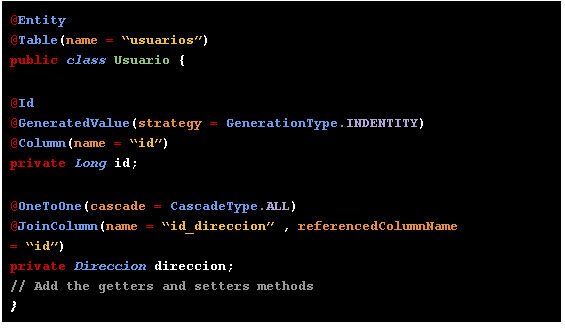 @Entity
@Table(name = “usuarios”)
public class Usuario {
@Id
@GeneratedValue(strategy = GenerationType.INDENTITY)
@Column(name = “id”)
private Long id;
@OneToOne(cascade = CascadeType.ALL)
@JoinColumn(name = “id_direccion” , referencedColumnName
= “id”)
private Direccion direccion;
// Add the getters and setters methods
}